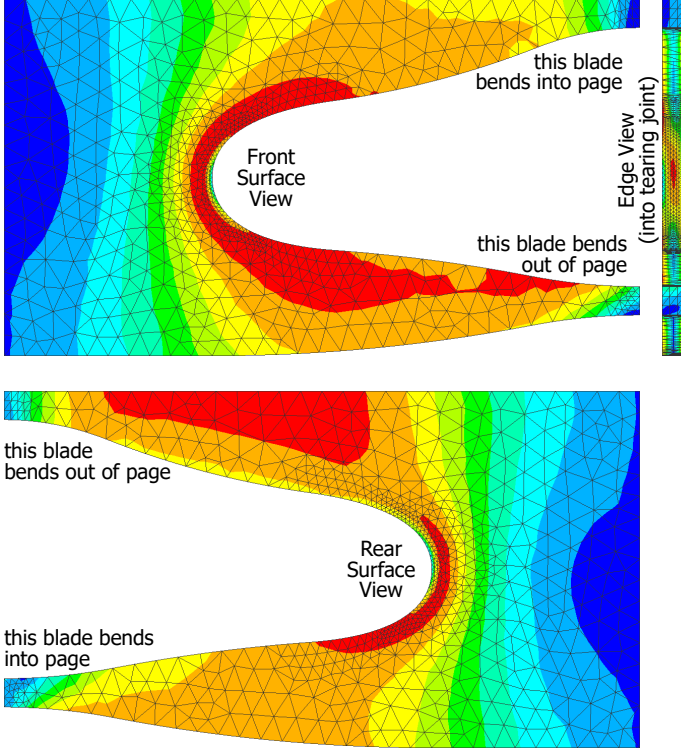 this blade
bends into page
Front
Surface
View
Edge View
(into tearing joint)
this blade bends
out of page
this blade
bends out of page
Rear
Surface
View
this blade bends
into page